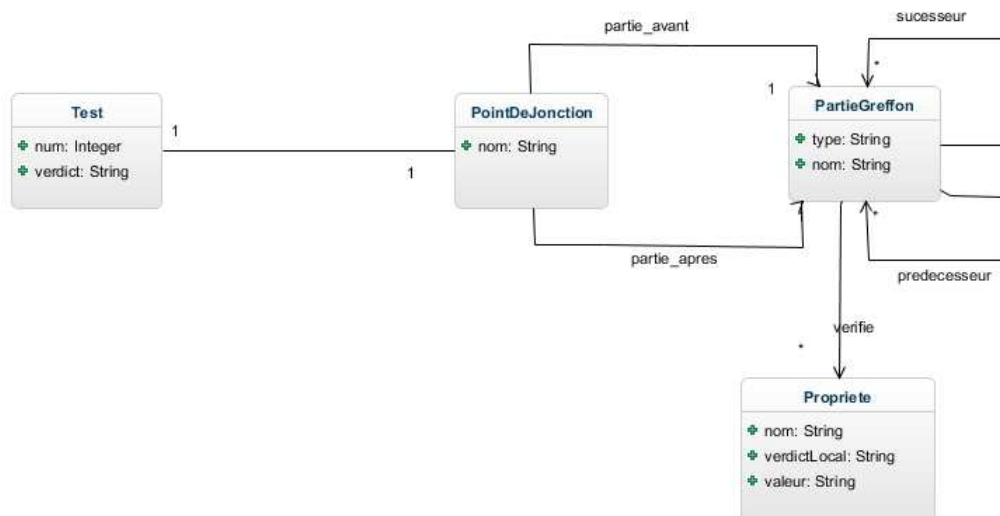 sucesseur
partie_avant
*
1
Test
PointDeJonction
PartieGreffon
num: Integer
verdict: String
1
1
nom: String
type: String
nom: String
*
partie_apres
predecesseur
verifie
*
Propriete
nom: String
verdictLocal: String
valeur: String